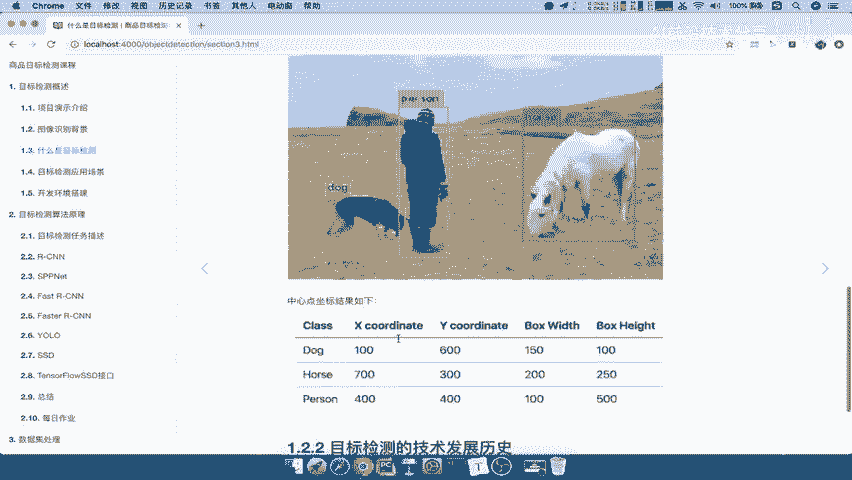 Chrome 文件 修改 视图 历史记录 书签 其他人 电动窗 帮助 100%
什么是目标检测 | 商品目标检测
localhost:4000/objectdetection/section3.html
商品目标检测课程
1. 目标检测概述
1.1. 项目演示介绍
1.2. 图像识别背景
1.3. 什么是目标检测
1.4. 目标检测应用场景
1.5. 开发环境搭建
2. 目标检测算法原理
2.1. 目标检测任务描述
2.2. R-CNN
2.3. SPPNet
2.4. Fast R-CNN
2.5. Faster R-CNN
2.6. YOLO
2.7. SSD
2.8. TensorFlowSSD接口
2.9. 总结
2.10. 每日作业
3. 数据集处理
person
dog
中心点坐标结果如下:
Class X coordinate Y coordinate Box Width Box Height
Dog 100 600 150 100
Horse 700 300 200 250
Person 400 400 100 500
1.2.2 目标检测的技术发展历史